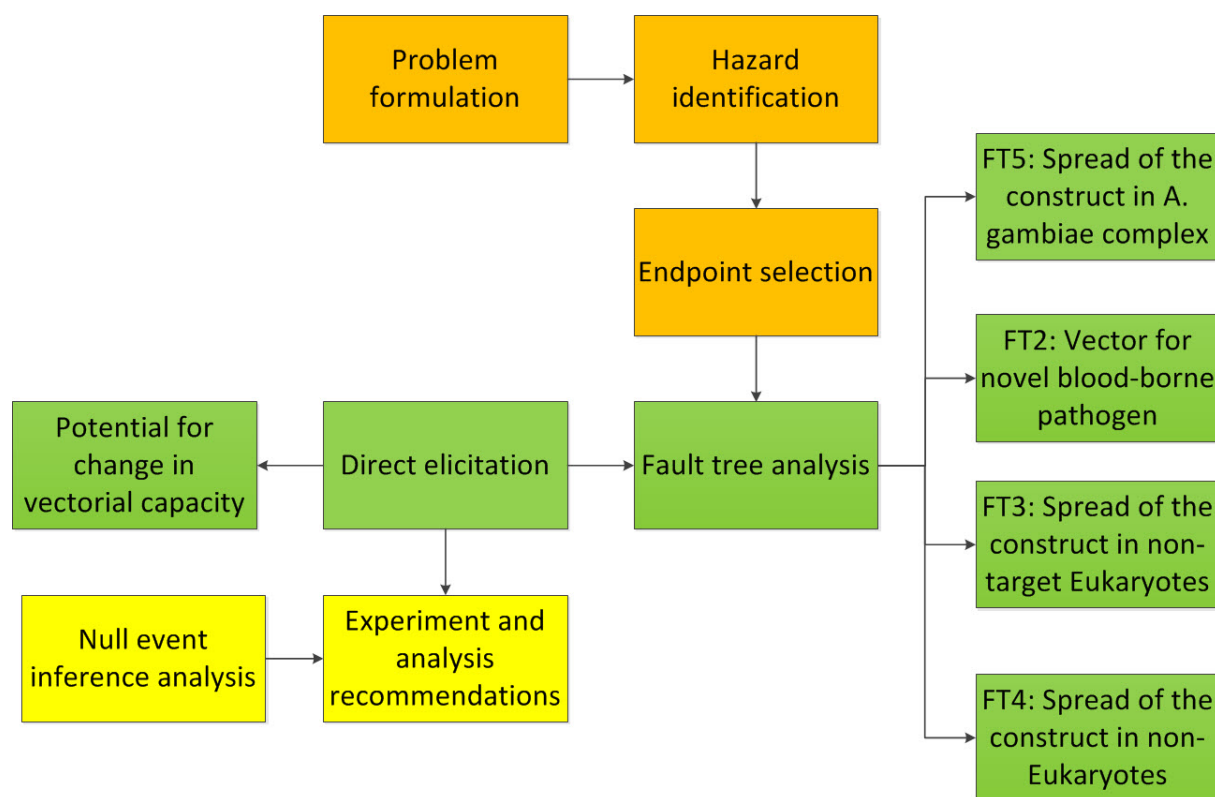 Problem
formulation
Hazard
identification
Endpoint selection
FT5: Spread of the
construct in A.
gambiae complex
FT2: Vector for
novel blood-borne
pathogen
Potential for
change in
vectorial capacity
Direct elicitation
Fault tree analysis
FT3: Spread of the
construct in non-
target Eukaryotes
Null event
inference analysis
Experiment and
analysis
recommendations
FT4: Spread of the
construct in non-
Eukaryotes